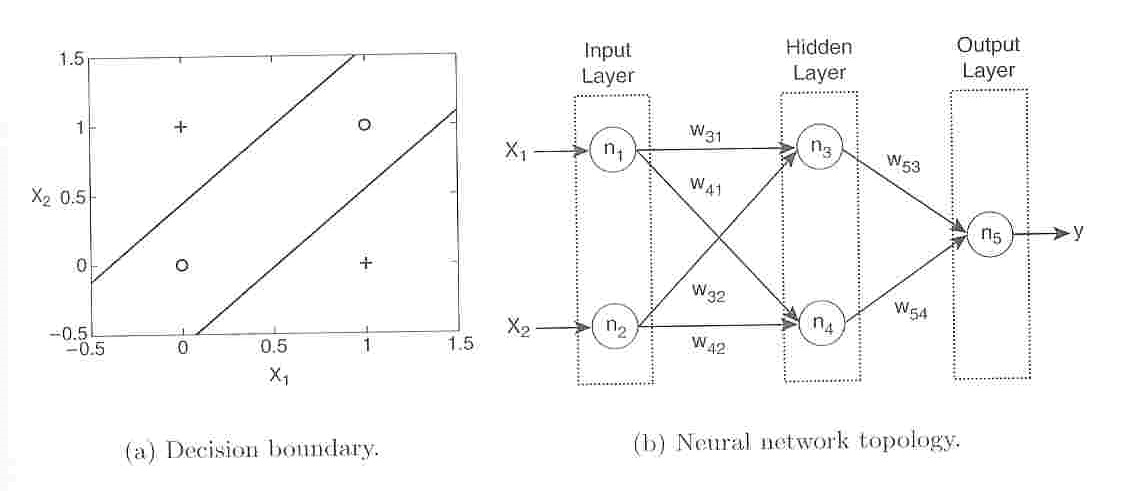 1.5
1
X2 0.5
0
−0.5
−0.5 0 0.5 1 1.5
X1
(a) Decision boundary.
Input
Layer
Hidden
Layer
Output
Layer
X1
n1
w31
n3
w53
w41
n5
y
w32
X2
n2
w42
n4
w54
(b) Neural network topology.